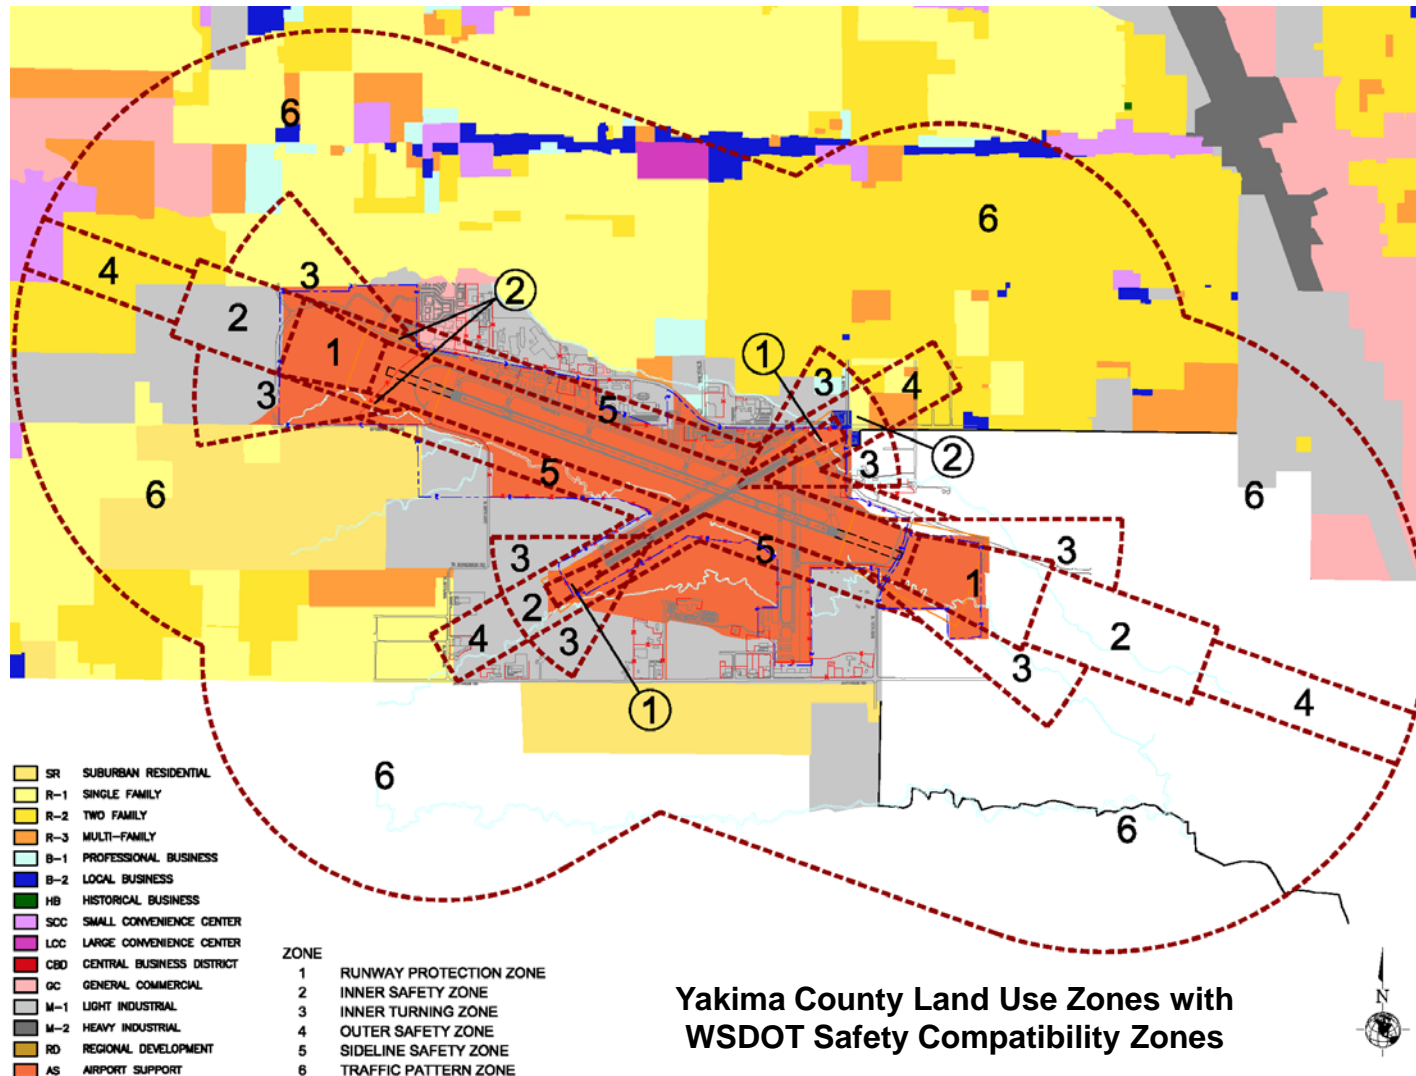 6
6
3
4
2
2
1
1
3
4
3
2
5
5
6
6
3
5
3
1
2
3
2
4
3
1
3
4
6
6
SR SUBURBAN RESIDENTIAL
R-1 SINGLE FAMILY
R-2 TWO FAMILY
R-3 MULTI-FAMILY
B-1 PROFESSIONAL BUSINESS
B-2 LOCAL BUSINESS
HB HISTORICAL BUSINESS
SCC SMALL CONVENIENCE CENTER
LCC LARGE CONVENIENCE CENTER
CBD CENTRAL BUSINESS DISTRICT
GC GENERAL COMMERCIAL
M-1 LIGHT INDUSTRIAL
M-2 HEAVY INDUSTRIAL
RD REGIONAL DEVELOPMENT
AS AIRPORT SUPPORT
ZONE
1 RUNWAY PROTECTION ZONE
2 INNER SAFETY ZONE
3 INNER TURNING ZONE
4 OUTER SAFETY ZONE
5 SIDELINE SAFETY ZONE
6 TRAFFIC PATTERN ZONE
Yakima County Land Use Zones with
WSDOT Safety Compatibility Zones
N